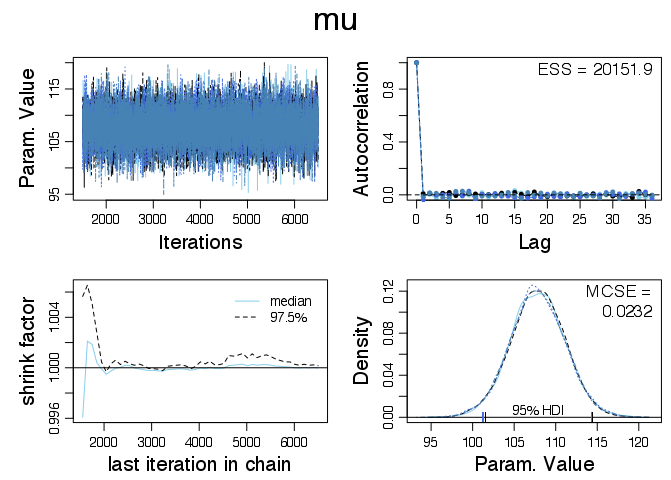 mu
Param. Value
95 105 115
2000 3000 4000 5000 6000
Iterations
Autocorrelation
0.0 0.4 0.8
ESS = 20151.9
0 5 10 15 20 25 30 35
Lag
shrink factor
0.996 1.000 1.004
median
97.5%
2000 3000 4000 5000 6000
last iteration in chain
Density
0.00 0.04 0.08 0.12
MCSE =
0.0232
95% HDI
95 100 105 110 115 120
Param. Value